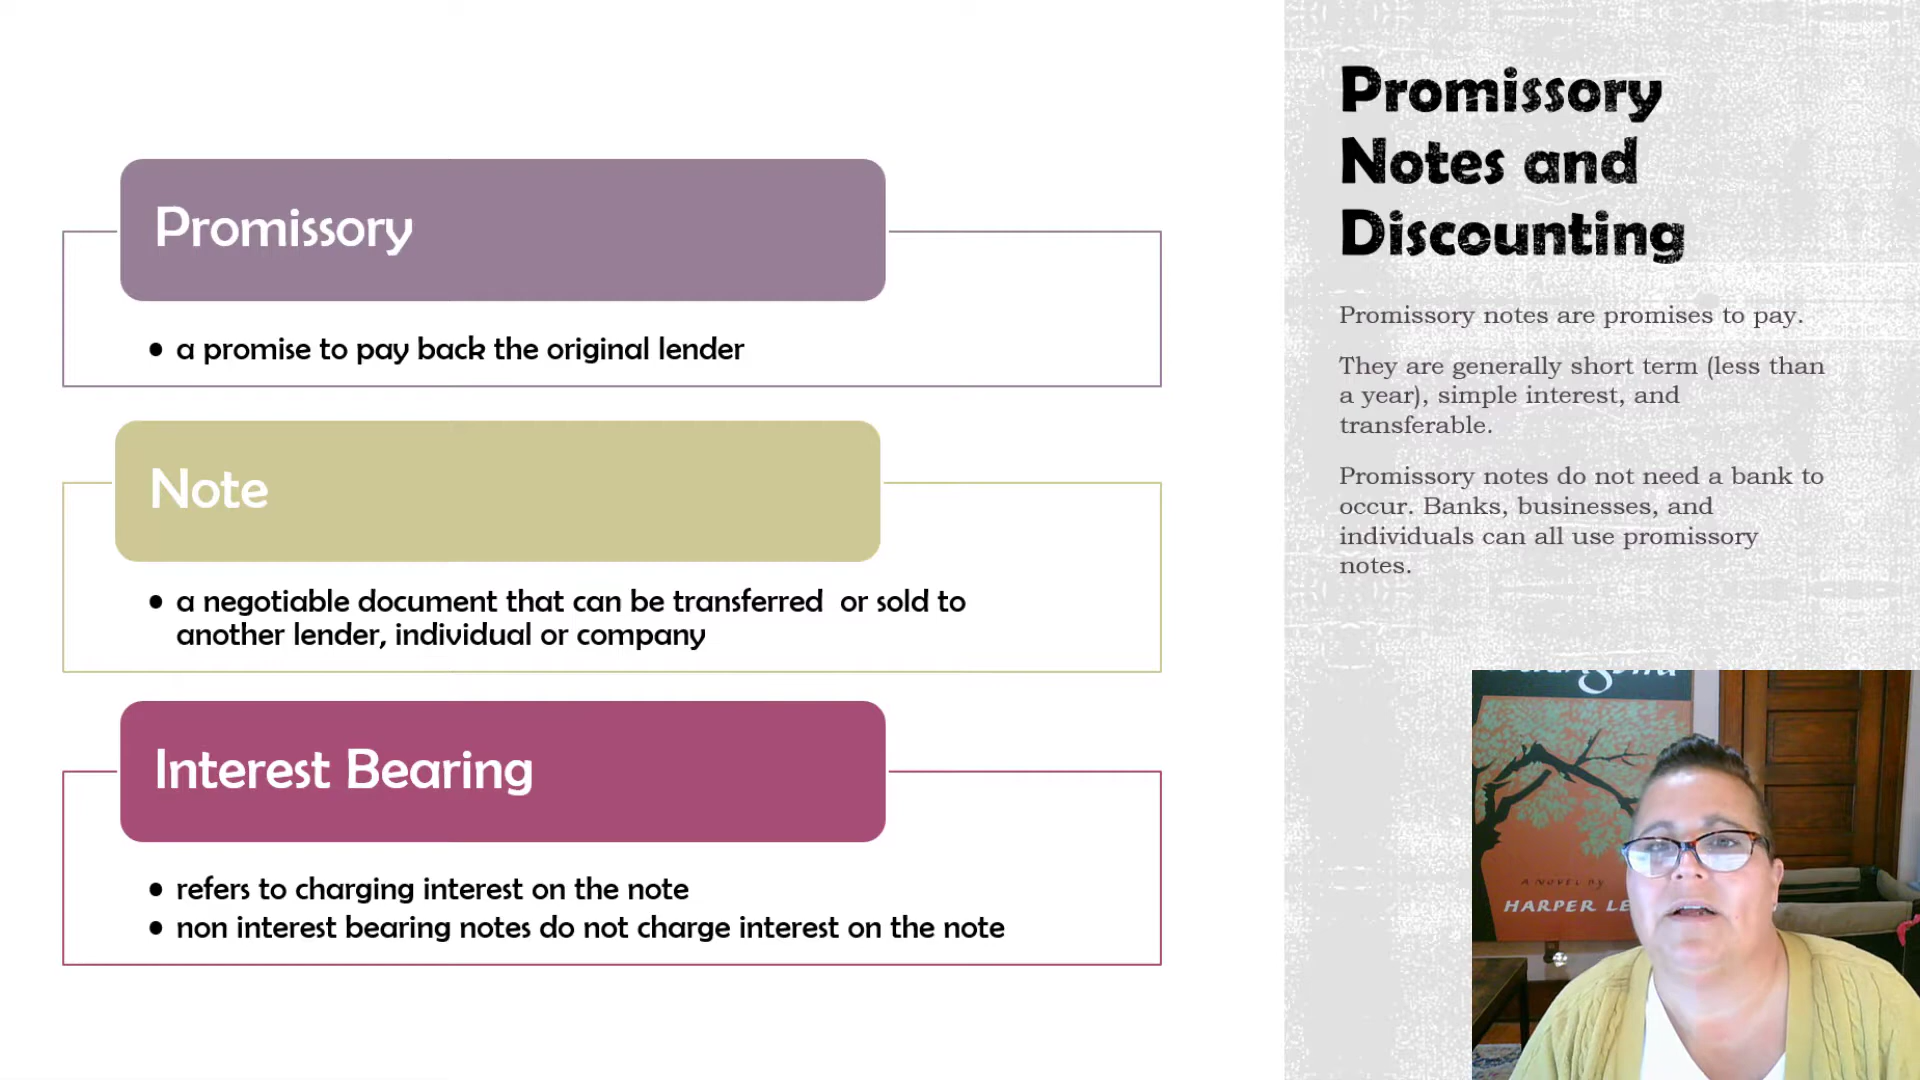 Promissory
a promise to pay back the original lender
Note
a negotiable document that can be transferred or sold to
another lender, individual or company
Interest Bearing
refers to charging interest on the note
non interest bearing notes do not charge interest on the note
Promissory
Notes and
Discounting
Promissory notes are promises to pay.
They are generally short term (less than
a year), simple interest, and
transferable.
Promissory notes do not need a bank to
occur. Banks, businesses, and
individuals can all use promissory
notes.
A NOVEL BY
HARPER LE